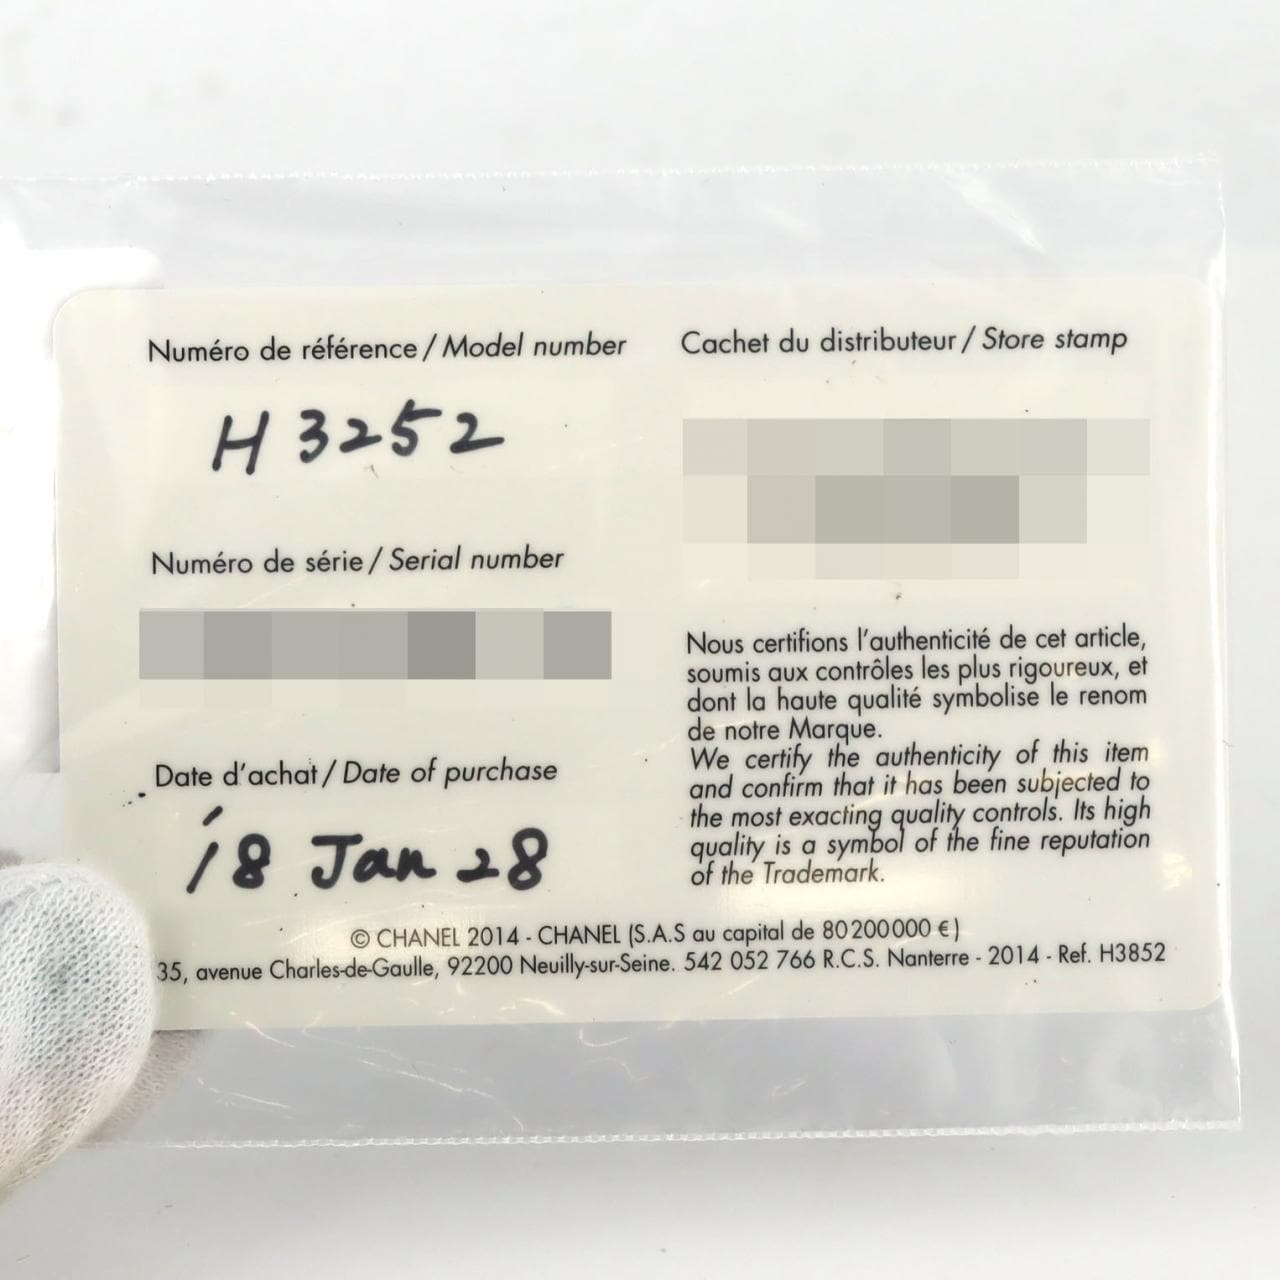 Numéro de référence / Model number
H 3252
Numéro de série / Serial number
Date d'achat / Date of purchase
'18 Jan 28
Cachet du distributeur / Store stamp
Nous certifions l'authenticité de cet article,
soumis aux contrôles les plus rigoureux, et
dont la haute qualité symbolise le renom
de notre Marque.
We certify the authenticity of this item
and confirm that it has been subjected to
the most exacting quality controls. Its high
quality is a symbol of the fine reputation
of the Trademark.
© CHANEL 2014 - CHANEL (S.A.S au capital de 80 200 000 €)
35, avenue Charles-de-Gaulle, 92200 Neuilly-sur-Seine. 542 052 766 R.C.S. Nanterre - 2014 - Ref. H3852